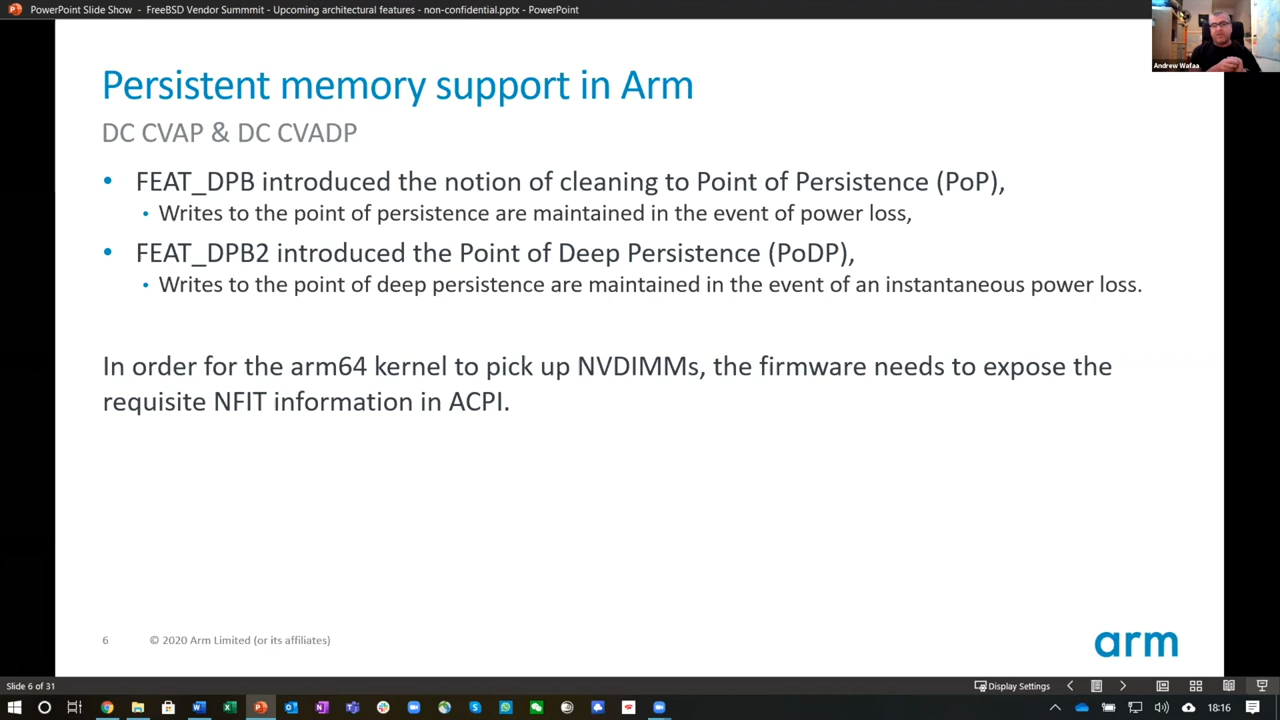 PowerPoint Slide Show - FreeBSD Vendor Summmit - Upcoming architectural features - non-confidential.pptx - PowerPoint
Andrew Wafaa
Persistent memory support in Arm
DC CVAP & DC CVADP
• FEAT_DPB introduced the notion of cleaning to Point of Persistence (PoP),
• Writes to the point of persistence are maintained in the event of power loss,
• FEAT_DPB2 introduced the Point of Deep Persistence (PoDP),
• Writes to the point of deep persistence are maintained in the event of an instantaneous power loss.
In order for the arm64 kernel to pick up NVDIMMs, the firmware needs to expose the
requisite NFIT information in ACPI.
6 © 2020 Arm Limited (or its affiliates)
arm
Slide 6 of 31
Display Settings
18:16